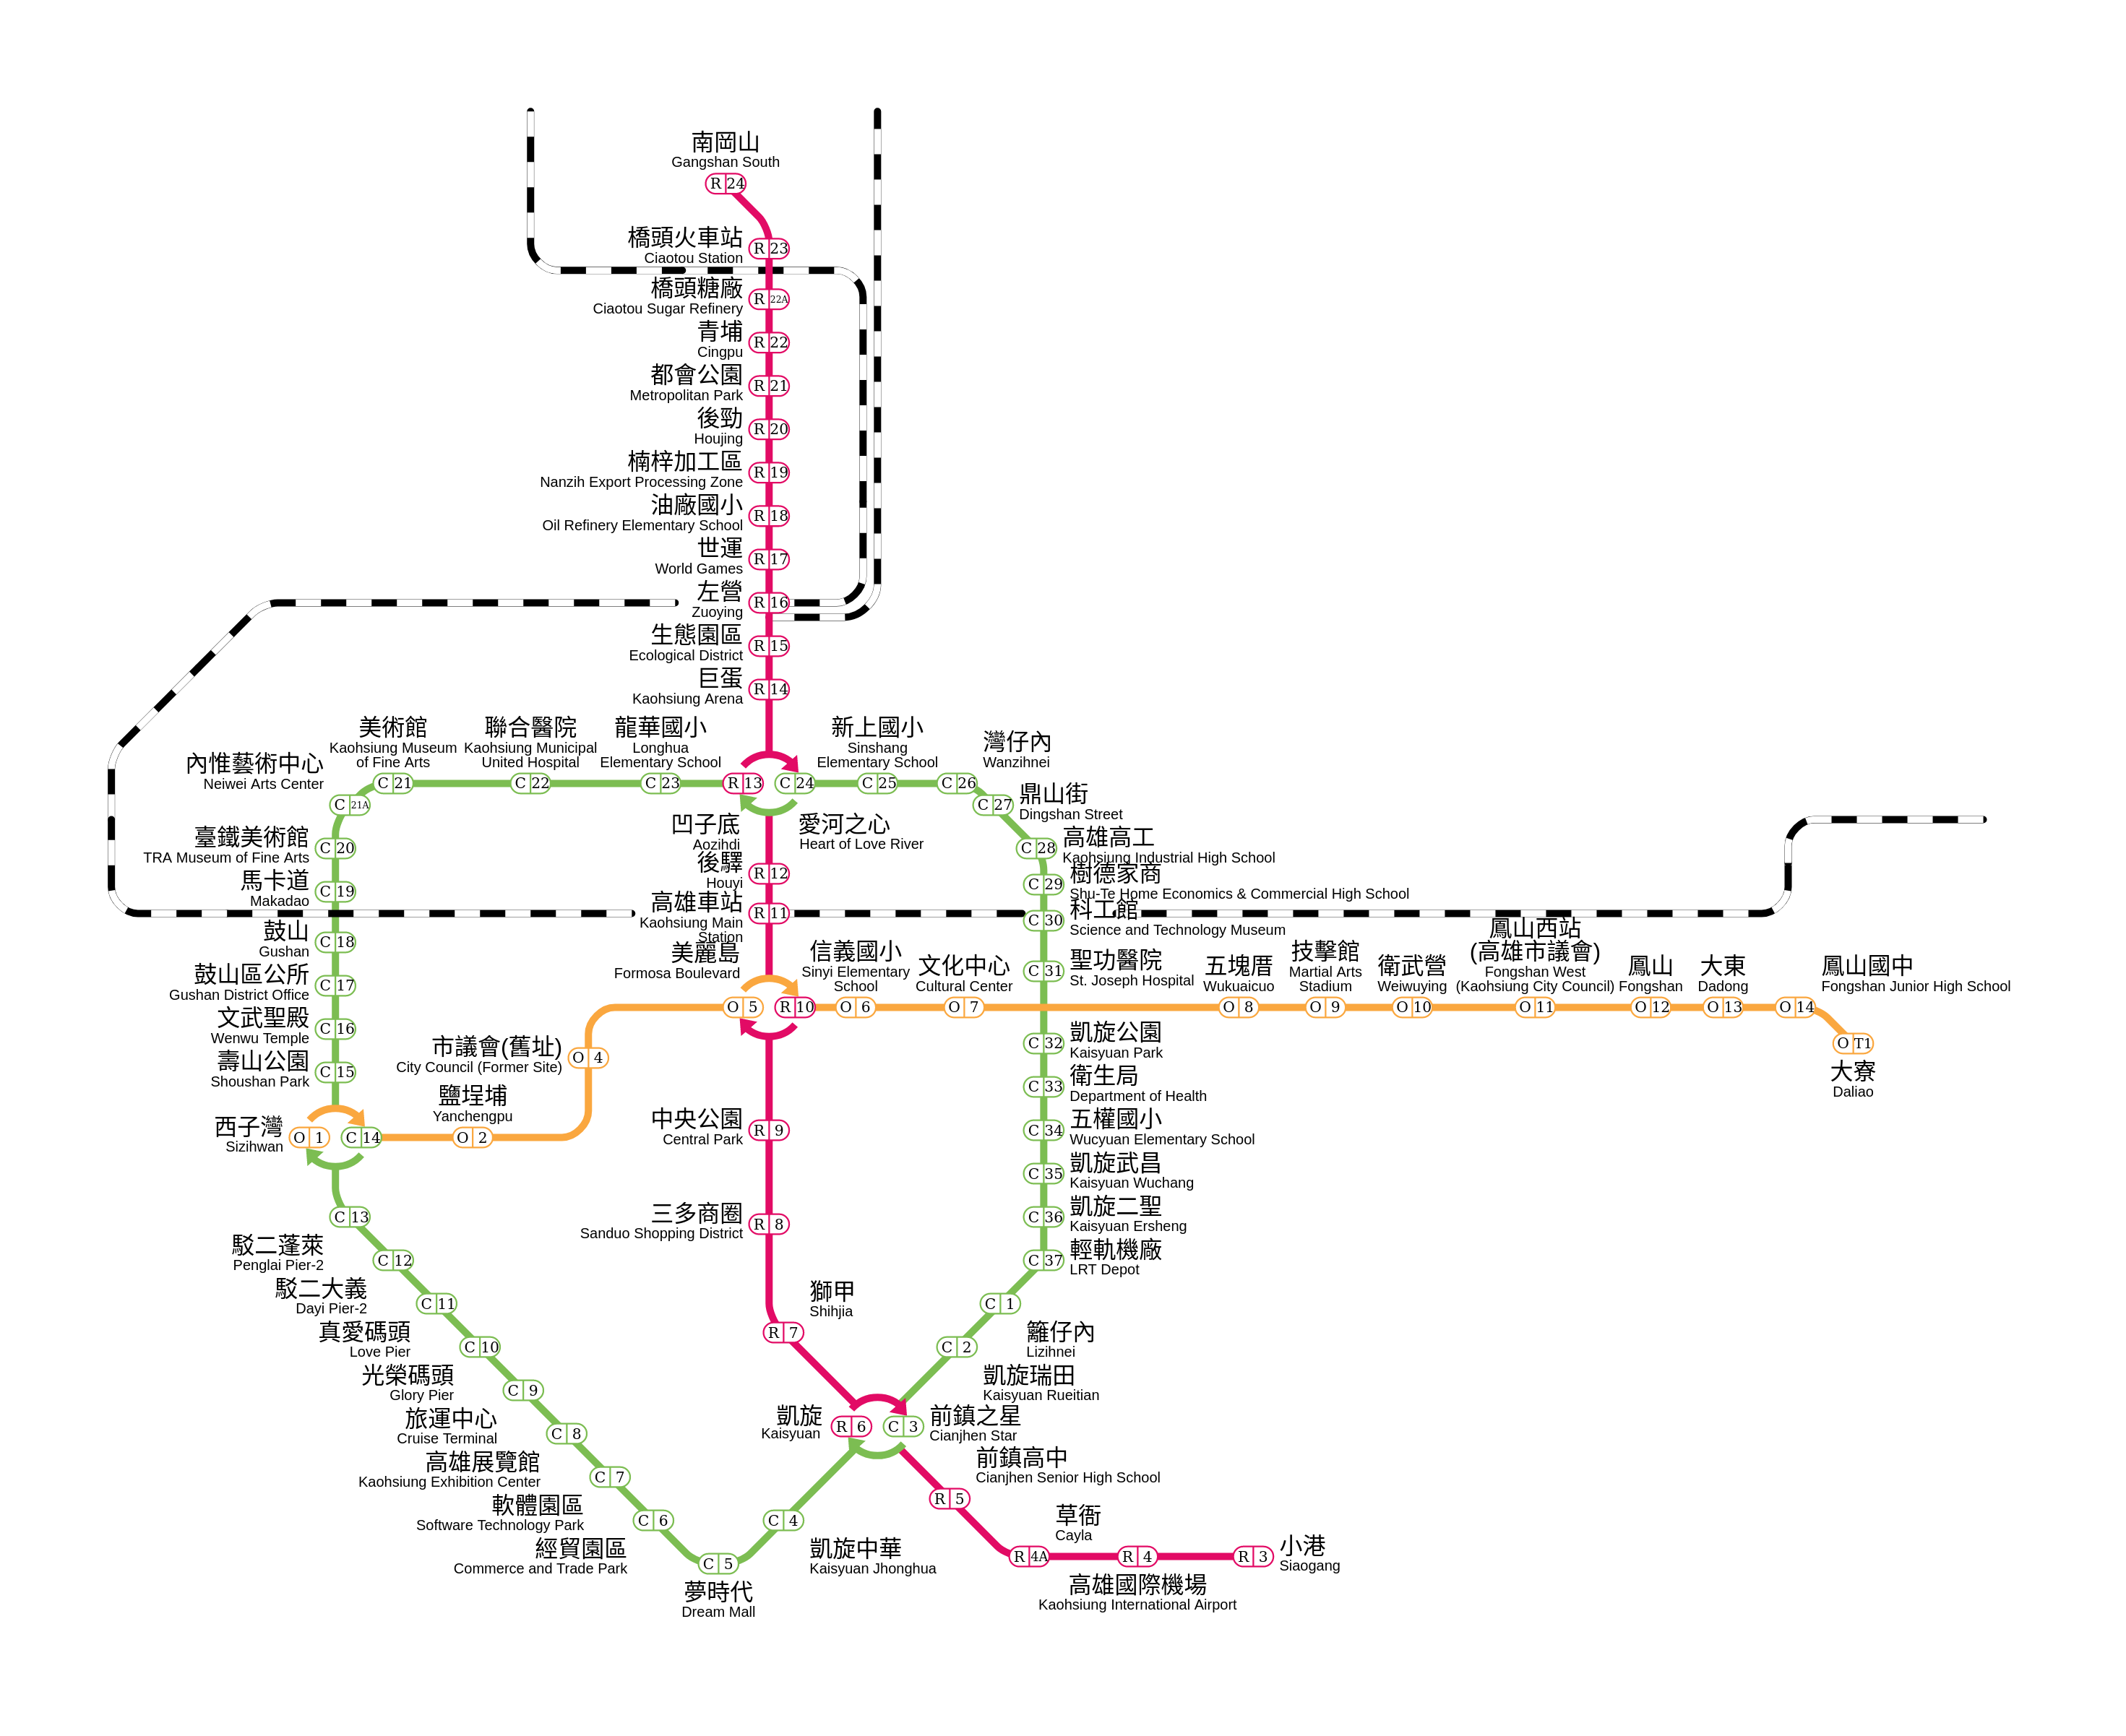 南岡山
Gangshan South
R 24
橋頭火車站
Ciaotou Station
R 23
橋頭糖廠
Ciaotou Sugar Refinery
R 22A
青埔
Cingpu
R 22
都會公園
Metropolitan Park
R 21
後勁
Houjing
R 20
楠梓加工區
Nanzih Export Processing Zone
R 19
油廠國小
Oil Refinery Elementary School
R 18
世運
World Games
R 17
左營
Zuoying
R 16
生態園區
Ecological District
R 15
巨蛋
Kaohsiung Arena
R 14
美術館
Kaohsiung Museum
of Fine Arts
C 21
聯合醫院
Kaohsiung Municipal
United Hospital
C 22
龍華國小
Longhua
Elementary School
C 23
R 13
C 24
新上國小
Sinshang
Elementary School
C 25
灣仔內
Wanzihnei
C 26
內惟藝術中心
Neiwei Arts Center
C 21A
鼎山街
Dingshan Street
C 27
凹子底
Aozihdi
愛河之心
Heart of Love River
臺鐵美術館
TRA Museum of Fine Arts
C 20
高雄高工
Kaohsiung Industrial High School
C 28
後驛
Houyi
R 12
樹德家商
Shu-Te Home Economics & Commercial High School
C 29
馬卡道
Makadao
C 19
高雄車站
Kaohsiung Main
Station
R 11
科工館
Science and Technology Museum
C 30
鼓山
Gushan
C 18
美麗島
Formosa Boulevard
O 5
R 10
信義國小
Sinyi Elementary
School
O 6
文化中心
Cultural Center
O 7
聖功醫院
St. Joseph Hospital
C 31
五塊厝
Wukuaicuo
O 8
技擊館
Martial Arts
Stadium
O 9
衛武營
Weiwuying
O 10
鳳山西站
(高雄市議會)
Fongshan West
(Kaohsiung City Council)
O 11
鳳山
Fongshan
O 12
大東
Dadong
O 13
鳳山國中
Fongshan Junior High School
O 14
O T1
大寮
Daliao
鼓山區公所
Gushan District Office
C 17
文武聖殿
Wenwu Temple
C 16
壽山公園
Shoushan Park
C 15
市議會(舊址)
City Council (Former Site)
O 4
鹽埕埔
Yanchengpu
O 2
西子灣
Sizihwan
O 1
C 14
凱旋公園
Kaisyuan Park
C 32
衛生局
Department of Health
C 33
五權國小
Wucyuan Elementary School
C 34
凱旋武昌
Kaisyuan Wuchang
C 35
凱旋二聖
Kaisyuan Ersheng
C 36
輕軌機廠
LRT Depot
C 37
中央公園
Central Park
R 9
三多商圈
Sanduo Shopping District
R 8
獅甲
Shihjia
R 7
C 13
駁二蓬萊
Penglai Pier-2
C 12
駁二大義
Dayi Pier-2
C 11
真愛碼頭
Love Pier
C 10
光榮碼頭
Glory Pier
C 9
旅運中心
Cruise Terminal
C 8
高雄展覽館
Kaohsiung Exhibition Center
C 7
軟體園區
Software Technology Park
C 6
經貿園區
Commerce and Trade Park
C 5
夢時代
Dream Mall
C 1
籬仔內
Lizihnei
C 2
凱旋瑞田
Kaisyuan Rueitian
凱旋
Kaisyuan
R 6
C 3
前鎮之星
Cianjhen Star
前鎮高中
Cianjhen Senior High School
R 5
C 4
凱旋中華
Kaisyuan Jhonghua
草衙
Cayla
R 4A
R 4
高雄國際機場
Kaohsiung International Airport
R 3
小港
Siaogang